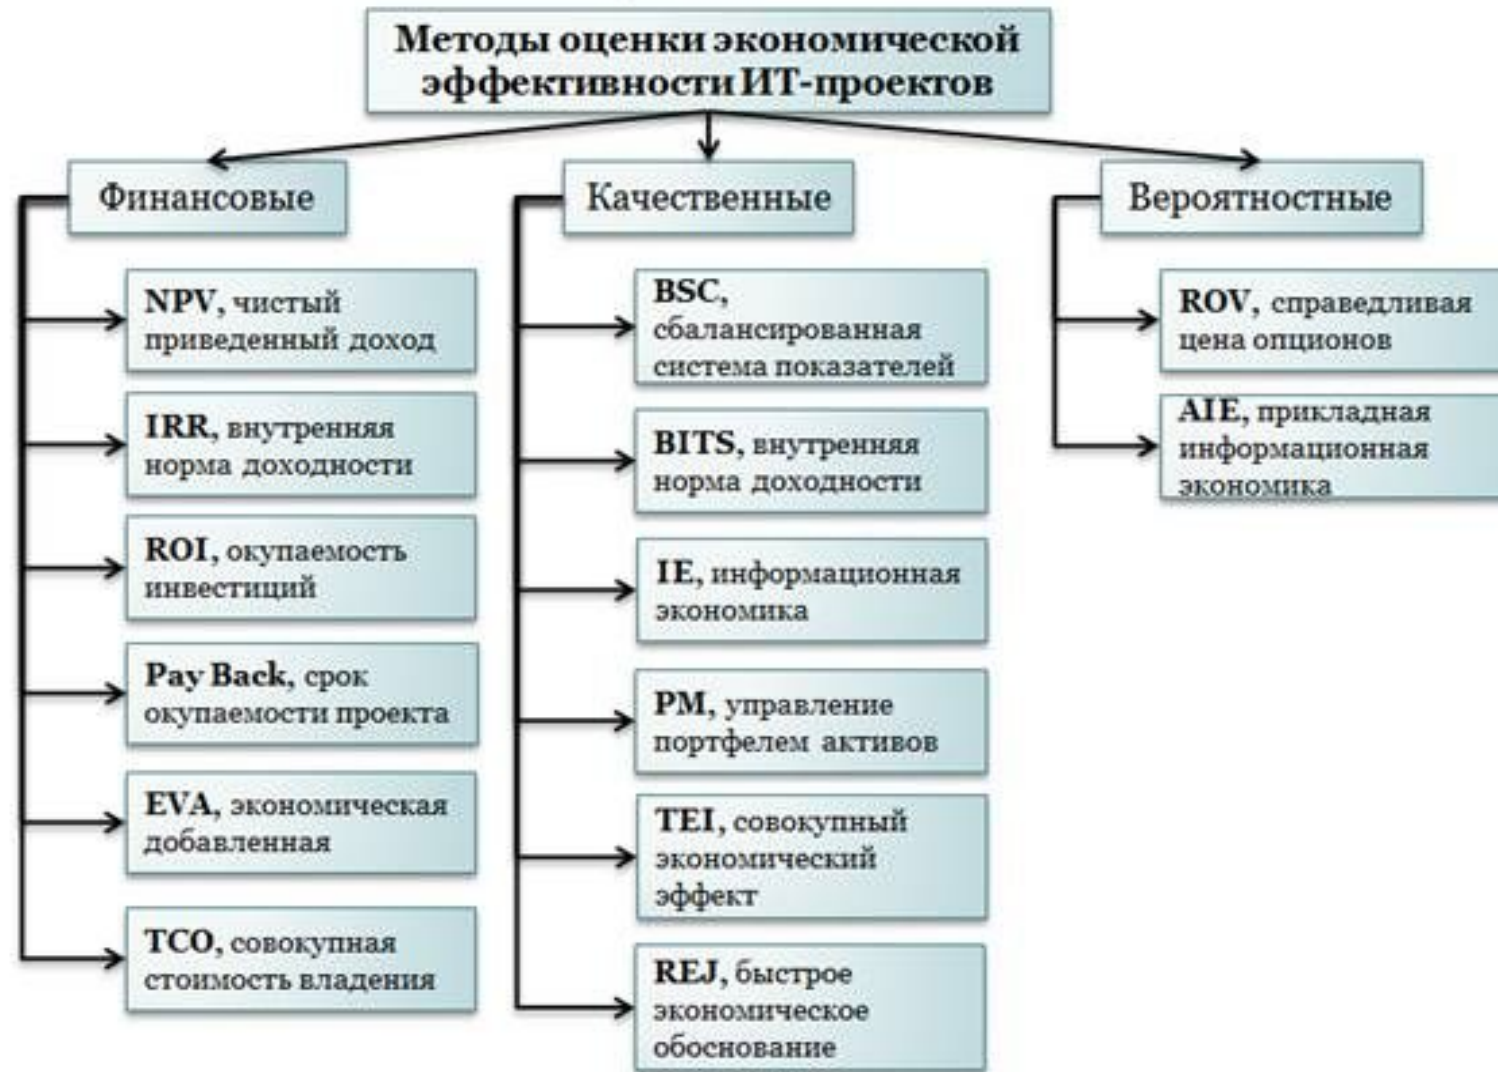 Методы оценки экономической
эффективности ИТ-проектов
Финансовые
NPV, чистый
приведенный доход
IRR, внутренняя
норма доходности
ROI, окупаемость
инвестиций
Pay Back, срок
окупаемости проекта
EVA, экономическая
добавленная
TCO, совокупная
стоимость владения
Качественные
BSC,
сбалансированная
система показателей
BITS, внутренняя
норма доходности
IE, информационная
экономика
PM, управление
портфелем активов
TEI, совокупный
экономический
эффект
REJ, быстрое
экономическое
обоснование
Вероятностные
ROV, справедливая
цена опционов
AIE, прикладная
информационная
экономика